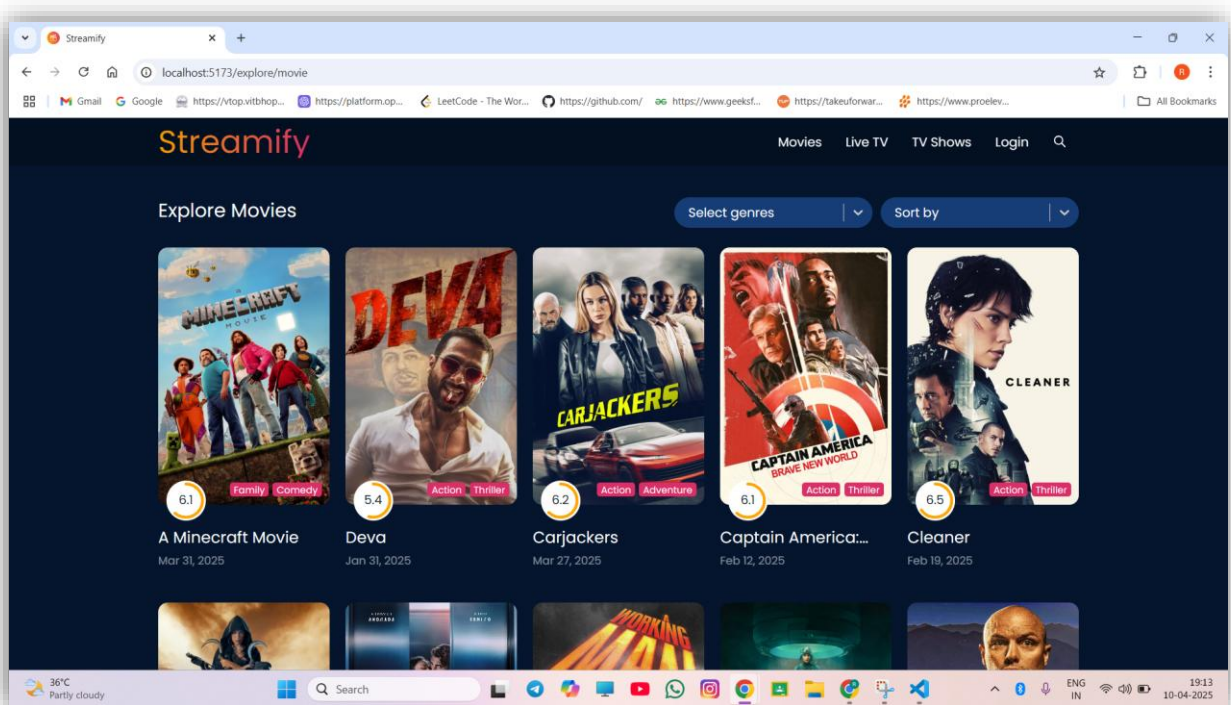 Streamify
localhost:5173/explore/movie
Gmail
Google
https://vtop.vitbhop...
https://platform.op...
LeetCode - The Wor...
https://github.com/
https://www.geeksf...
https://takeuforwar...
https://www.proelev...
All Bookmarks
Streamify
Movies Live TV TV Shows Login
Explore Movies
Select genres
Sort by
A
MINECRAFT
MOVIE
DEVA
CARJACKERS
CAPTAIN AMERICA
BRAVE NEW WORLD
CLEANER
6.1 Family Comedy
5.4 Action Thriller
6.2 Action Adventure
6.1 Action Thriller
6.5 Action Thriller
A Minecraft Movie
Mar 31, 2025
Deva
Jan 31, 2025
Carjackers
Mar 27, 2025
Captain America:...
Feb 12, 2025
Cleaner
Feb 19, 2025
WORKING
MAN
36°C
Partly cloudy
Search
ENG
IN
19:13
10-04-2025